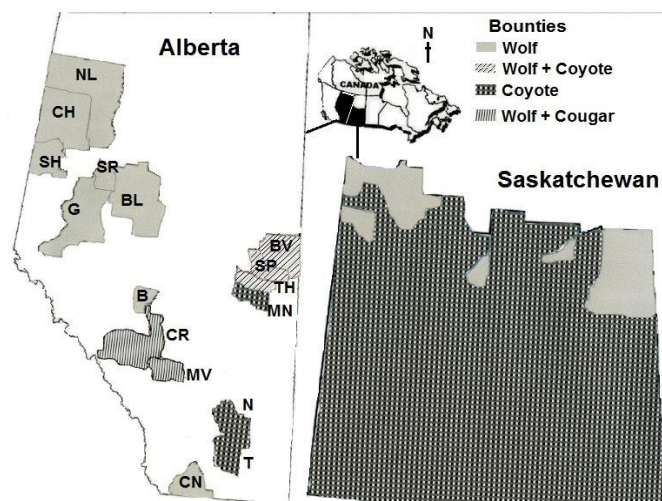 Alberta
N
Bounties
Wolf
Wolf + Coyote
Coyote
Wolf + Cougar
CANADA
NL
CH
SH
SR
G
BL
Saskatchewan
BV
SP
TH
MN
B
CR
MV
N
T
CN